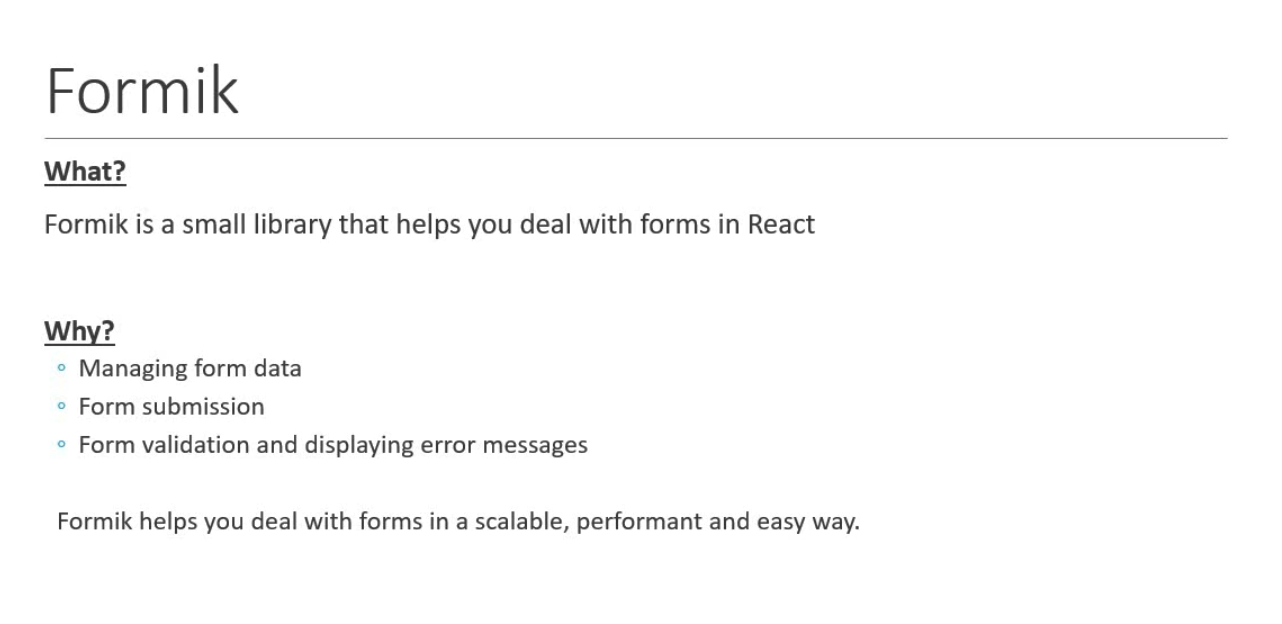 Formik
What?
Formik is a small library that helps you deal with forms in React
Why?
Managing form data
Form submission
Form validation and displaying error messages
Formik helps you deal with forms in a scalable, performant and easy way.